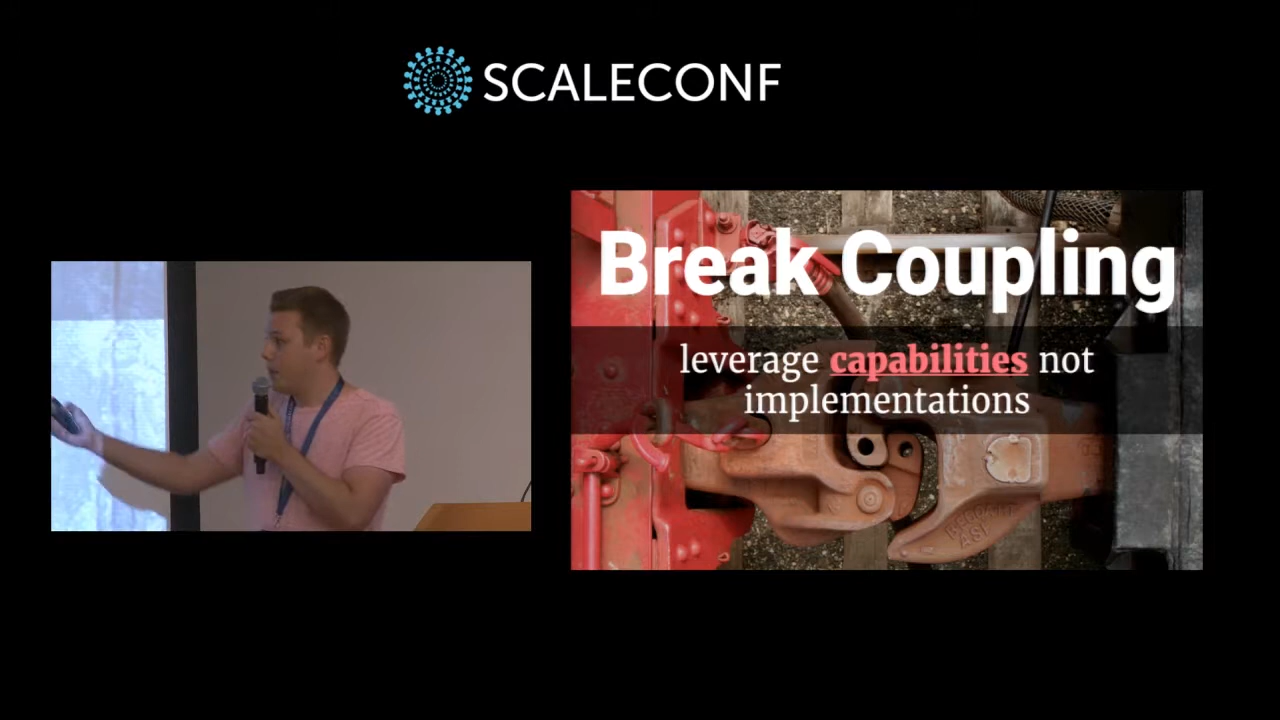 SCALECONF
Break Coupling
leverage capabilities not
implementations